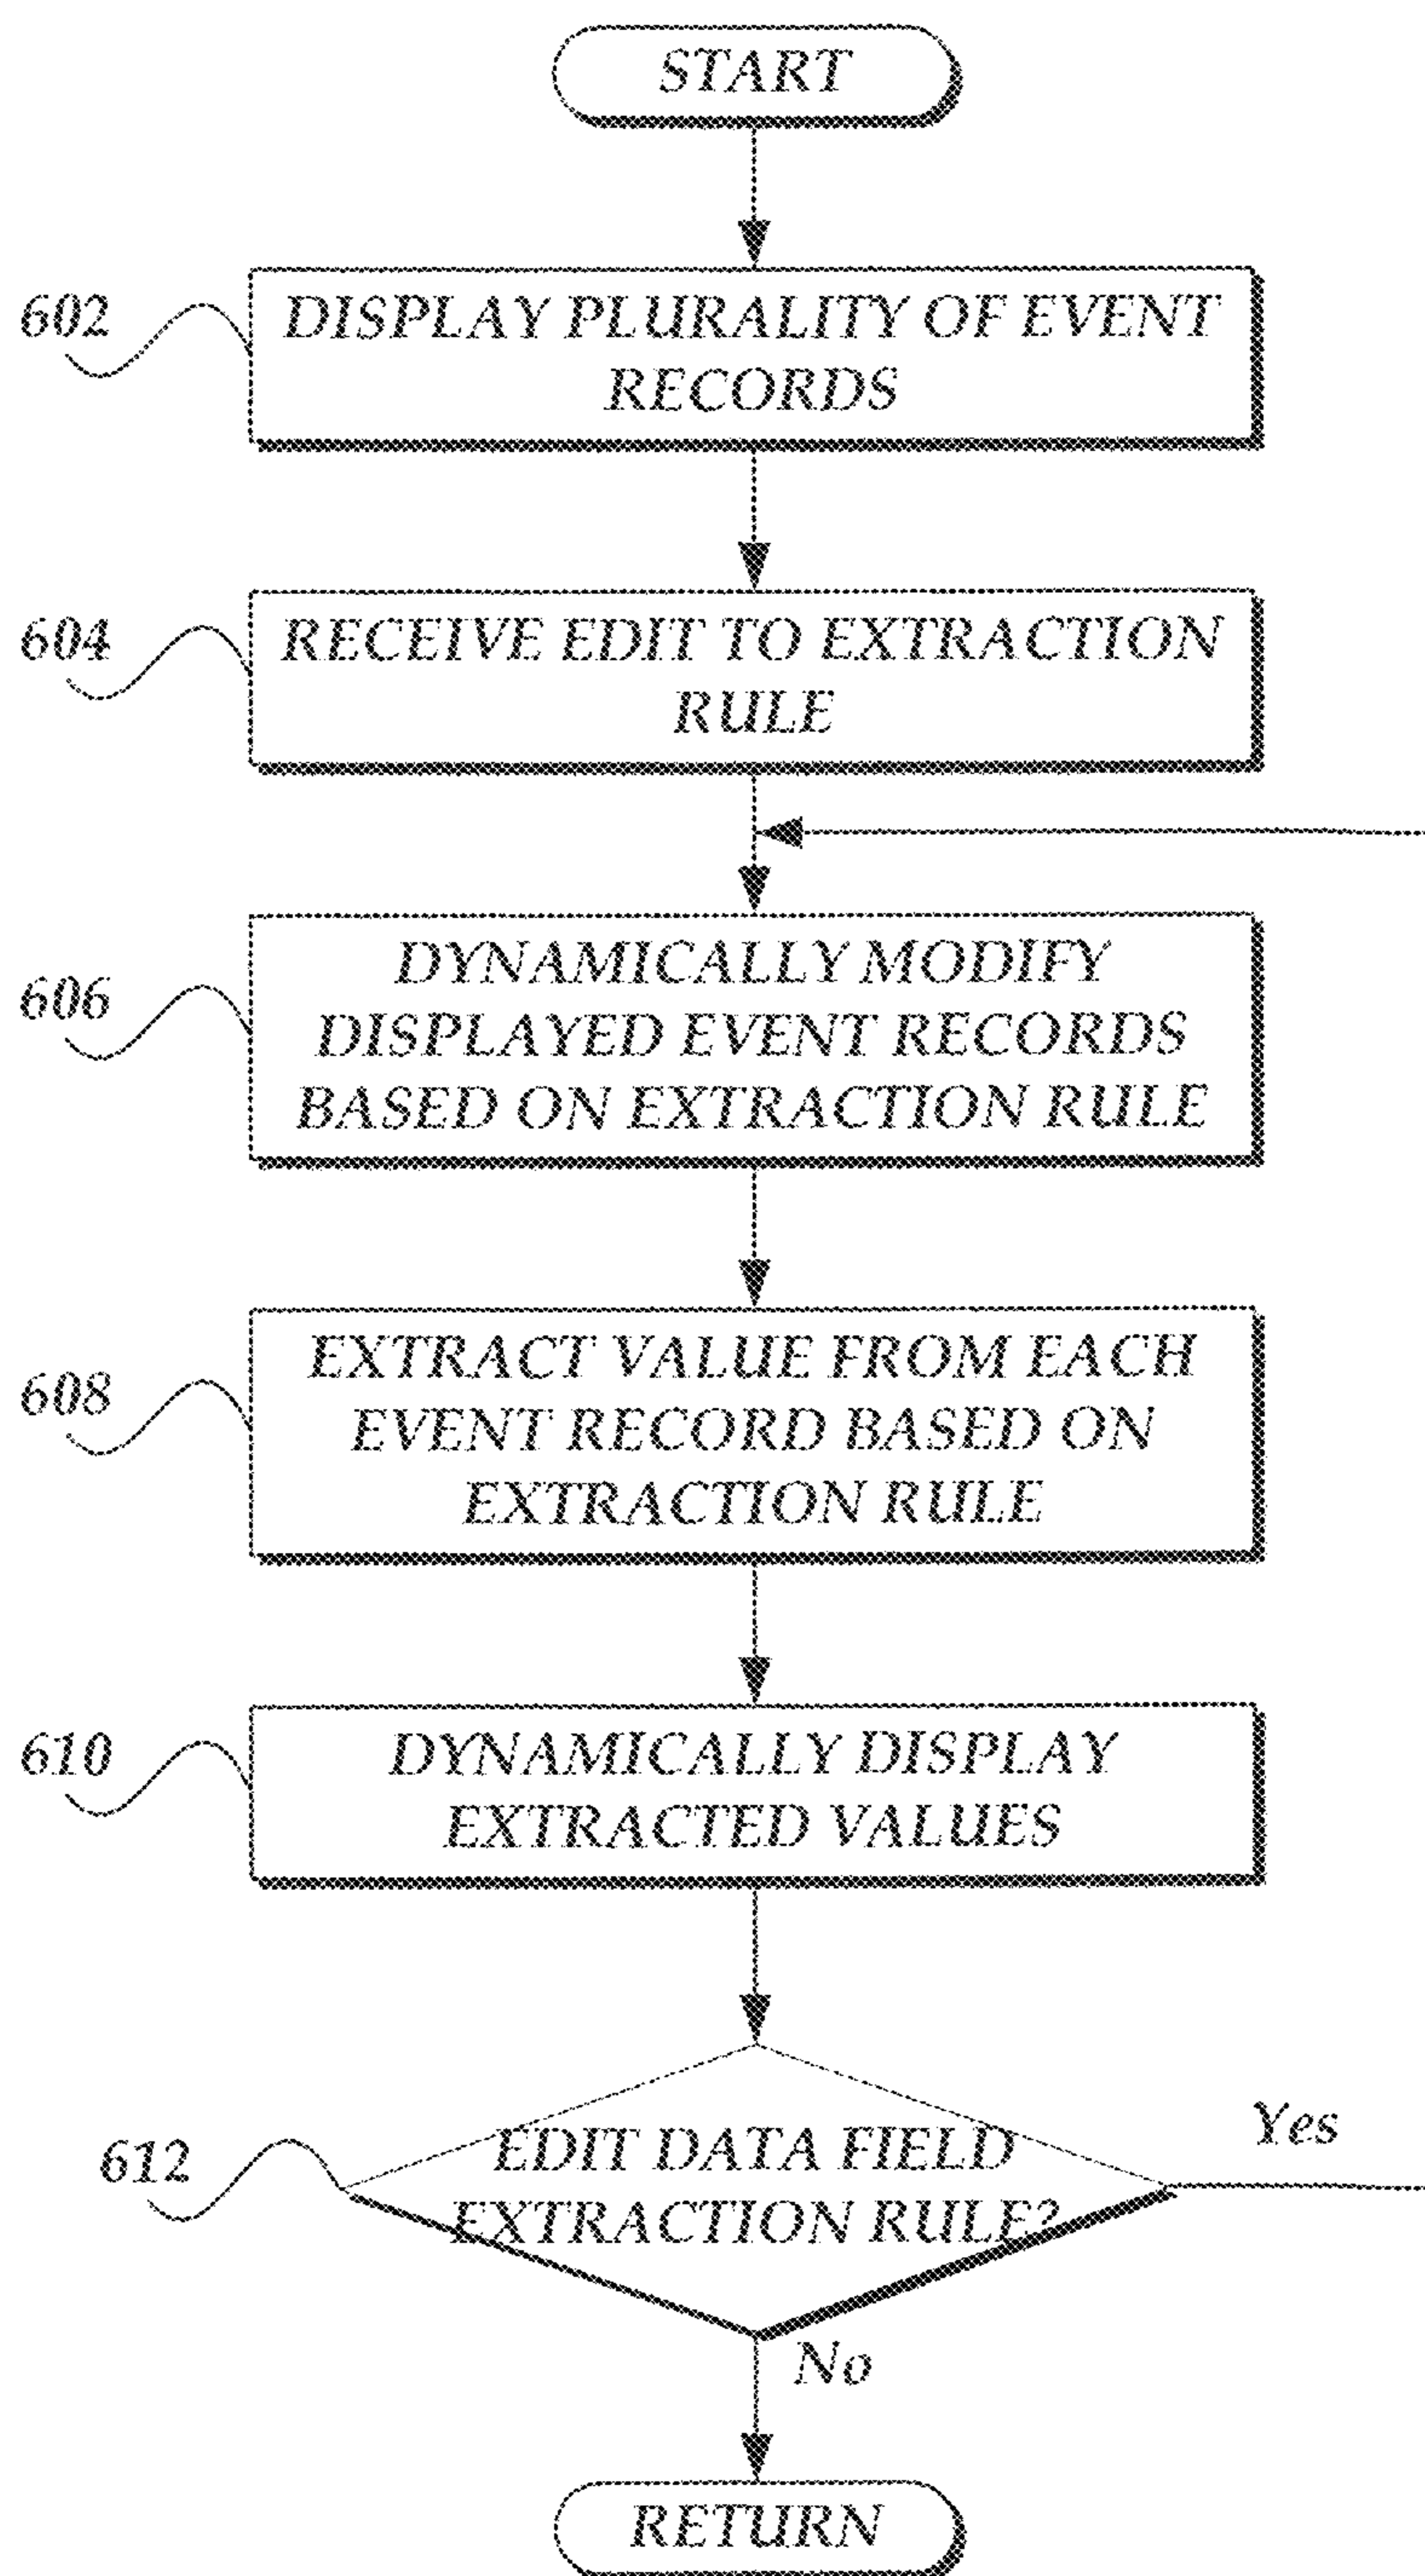 START
602
DISPLAY PLURALITY OF EVENT
RECORDS
604
RECEIVE EDIT TO EXTRACTION
RULE
606
DYNAMICALLY MODIFY
DISPLAYED EVENT RECORDS
BASED ON EXTRACTION RULE
608
EXTRACT VALUE FROM EACH
EVENT RECORD BASED ON
EXTRACTION RULE
610
DYNAMICALLY DISPLAY
EXTRACTED VALUES
612
EDIT DATA FIELD
EXTRACTION RULE?
Yes
No
RETURN